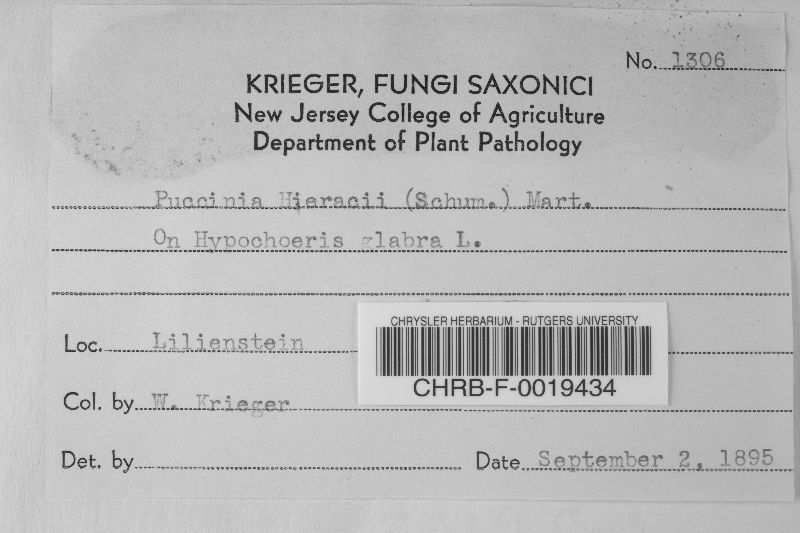 No. 1306
KRIEGER, FUNGI SAXONICI
New Jersey College of Agriculture
Department of Plant Pathology
Puccinia Hieracii (Schum.) Mart.
On Hypochoeris glabra L.
Loc. Lilienstein
CHRYSLER HERBARIUM - RUTGERS UNIVERSITY
CHRB-F-0019434
Col. by W. Krieger
Det. by
Date September 2, 1895